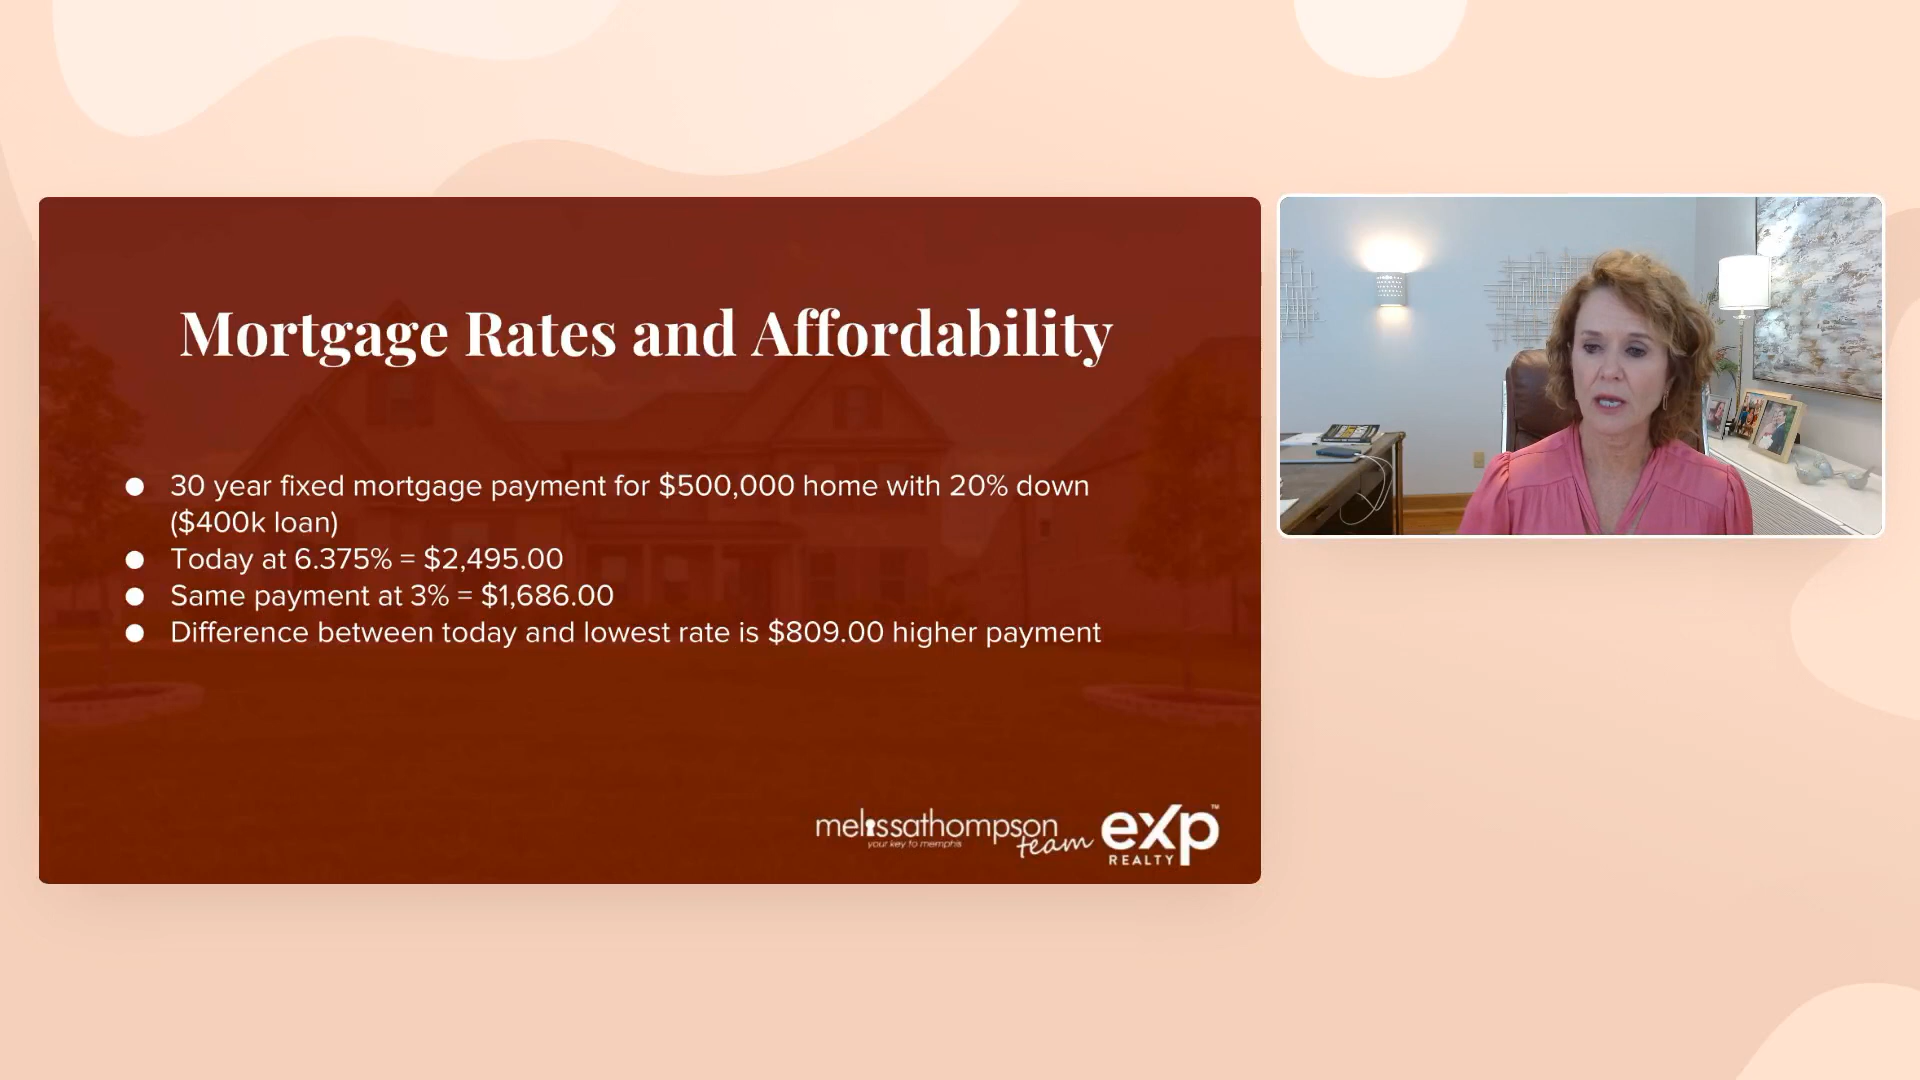 Mortgage Rates and Affordability
● 30 year fixed mortgage payment for $500,000 home with 20% down
($400k loan)
● Today at 6.375% = $2,495.00
● Same payment at 3% = $1,686.00
● Difference between today and lowest rate is $809.00 higher payment
melissathompson
your key to memphis
team
eXp™
REALTY